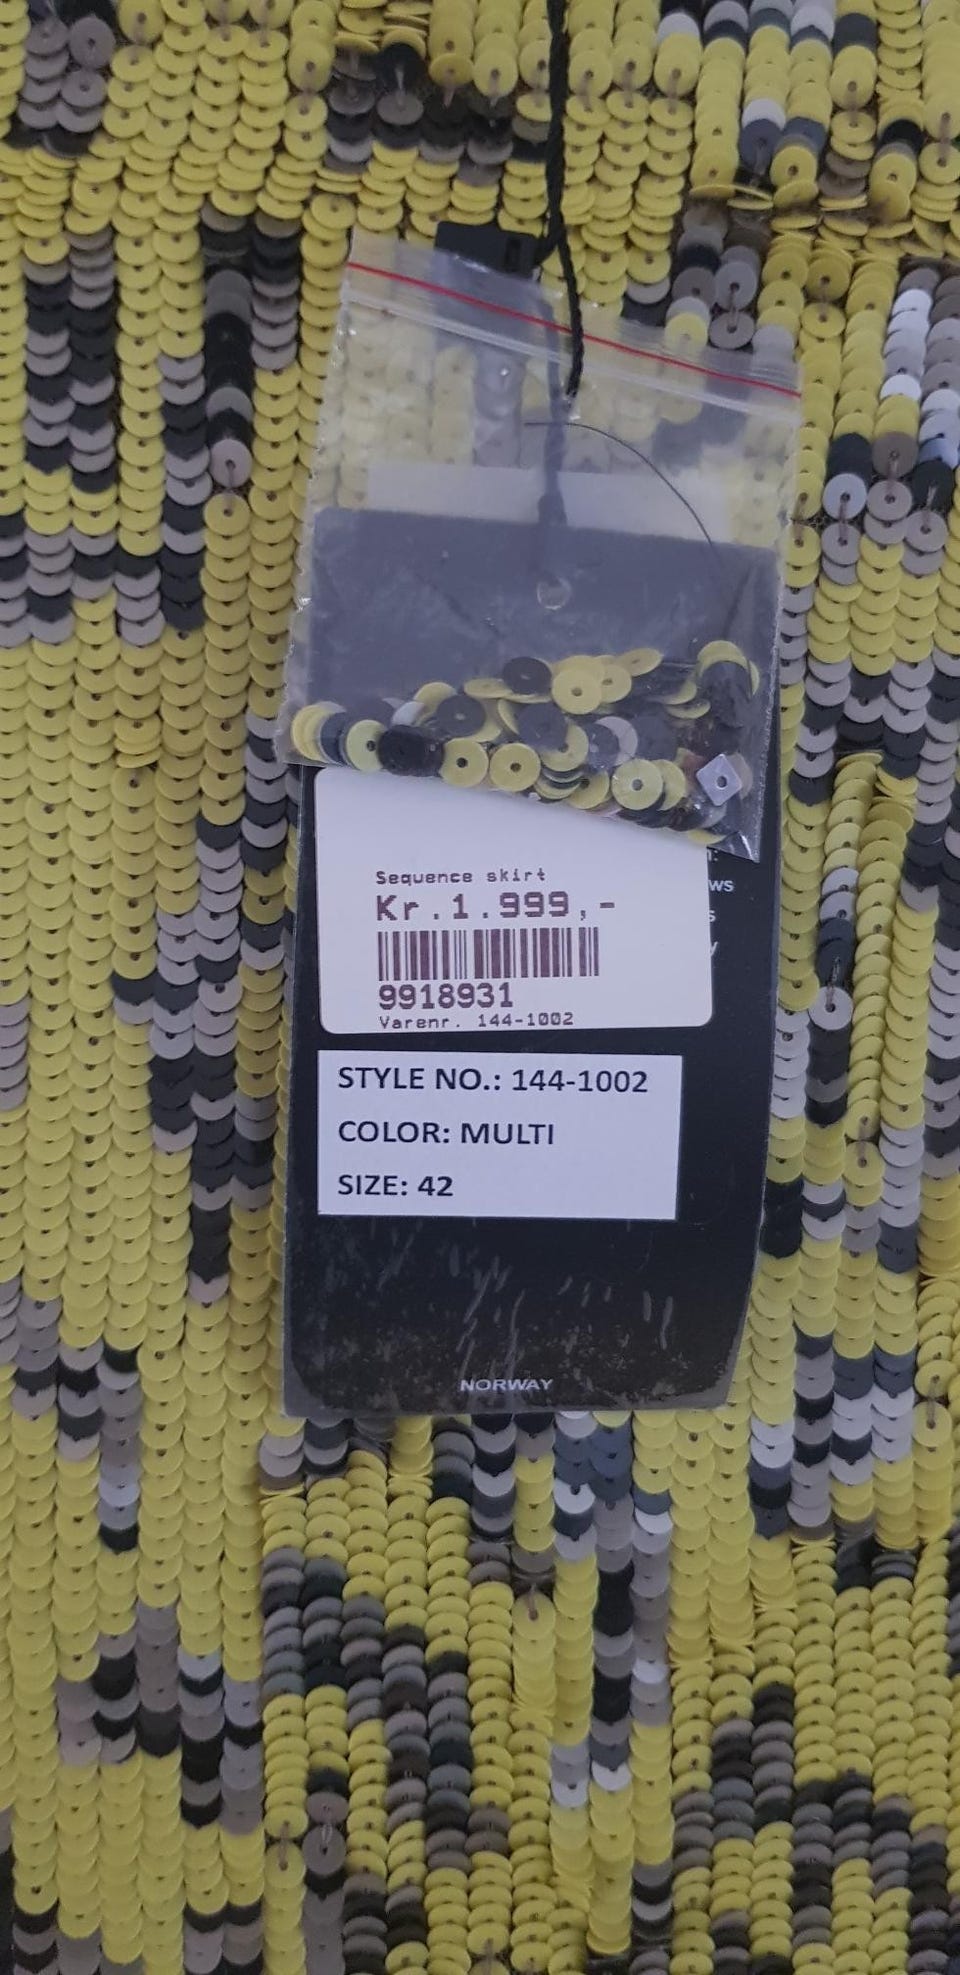 Sequence skirt
Kr.1.999,-
9918931
Varenr. 144-1002
STYLE NO.: 144-1002
COLOR: MULTI
SIZE: 42
NORWAY